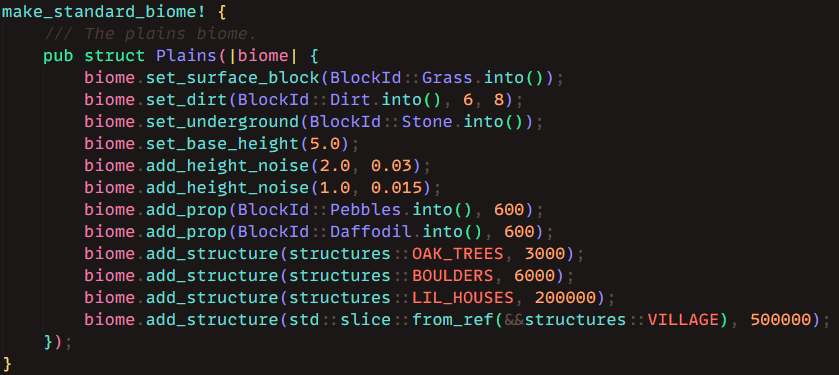 make_standard_biome! {
    /// The plains biome.
    pub struct Plains(|biome| {
        biome.set_surface_block(BlockId::Grass.into());
        biome.set_dirt(BlockId::Dirt.into(), 6, 8);
        biome.set_underground(BlockId::Stone.into());
        biome.set_base_height(5.0);
        biome.add_height_noise(2.0, 0.03);
        biome.add_height_noise(1.0, 0.015);
        biome.add_prop(BlockId::Pebbles.into(), 600);
        biome.add_prop(BlockId::Daffodil.into(), 600);
        biome.add_structure(structures::OAK_TREES, 3000);
        biome.add_structure(structures::BOULDERS, 6000);
        biome.add_structure(structures::LIL_HOUSES, 200000);
        biome.add_structure(std::slice::from_ref(&&structures::VILLAGE), 500000);
    });
}